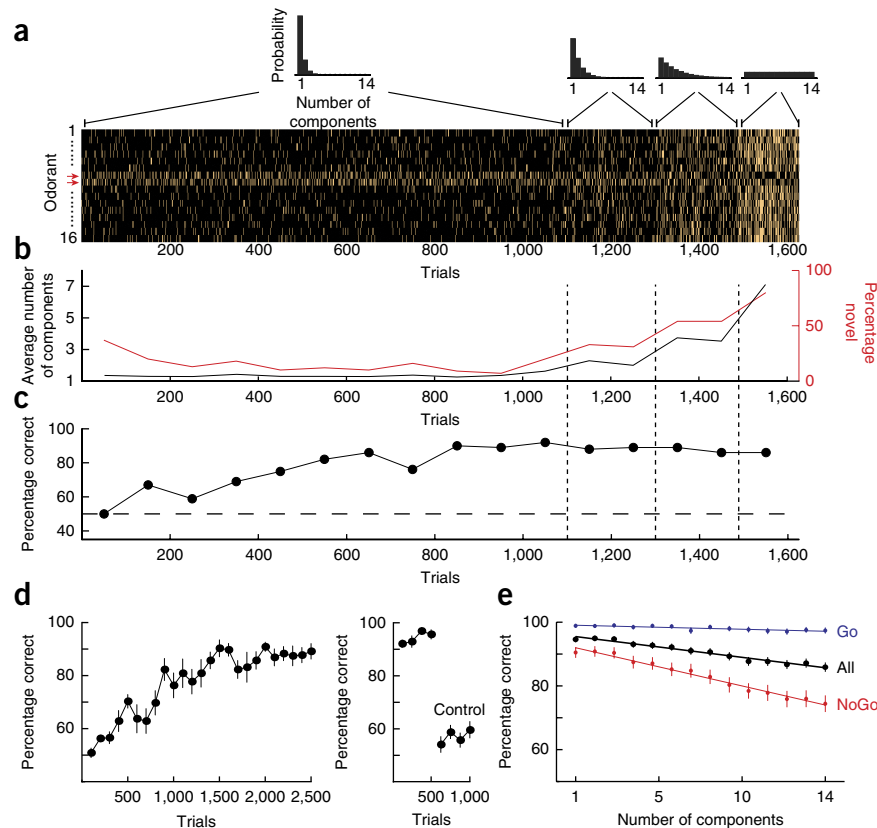 a
Probability
1 14
Number of
components
1 14
1 14
1 14
Odorant
1
16
200 400 600 800 1,000 1,200 1,400 1,600
Trials
b
Average number
of components
7
5
3
1
100
50
0
Percentage
novel
200 400 600 800 1,000 1,200 1,400 1,600
Trials
c
Percentage correct
100
80
60
40
200 400 600 800 1,000 1,200 1,400 1,600
Trials
d
Percentage correct
100
80
60
500 1,000 1,500 2,000 2,500
Trials
Percentage correct
100
80
60
Control
500 1,000
Trials
e
Percentage correct
100
80
60
Go
All
NoGo
1 5 10 14
Number of components